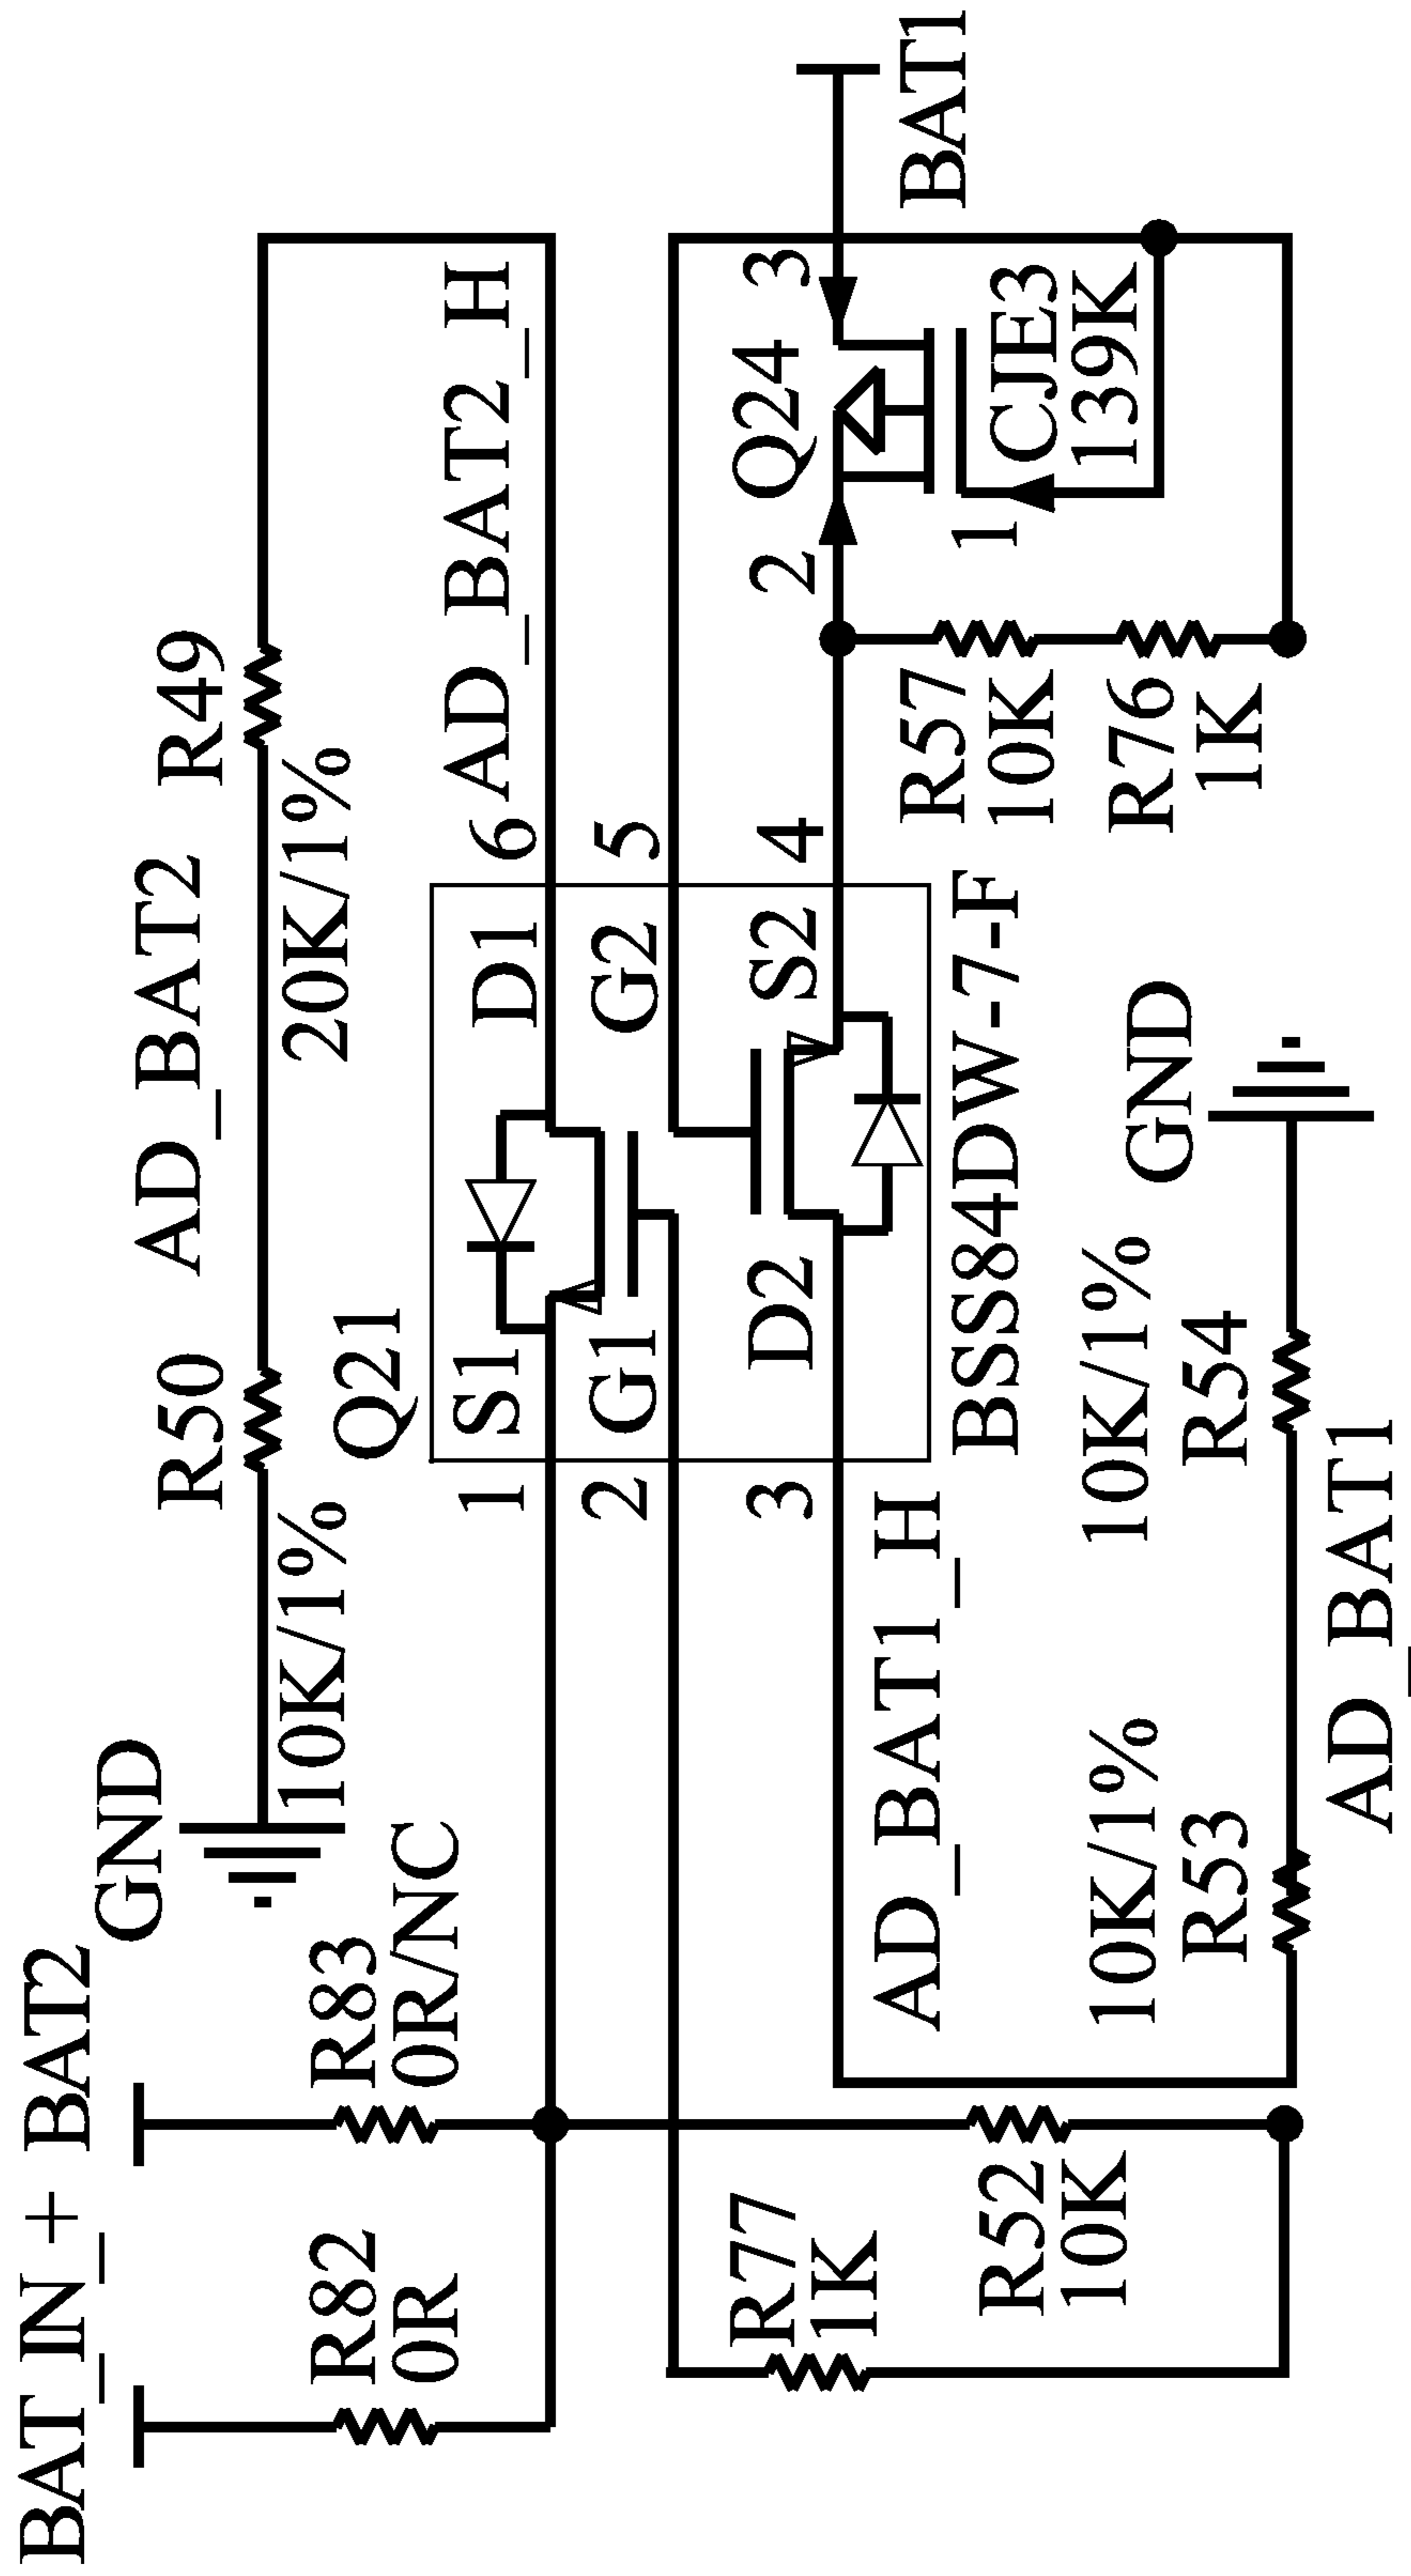 BAT_IN_+
BAT2
GND
R82
0R
R83
0R/NC
R50
10K/1%
AD_BAT2
R49
20K/1%
Q21
S1
D1
1
6
AD_BAT2_H
G1
G2
2
5
D2
S2
3
4
BSS84DW-7-F
AD_BAT1_H
R77
1K
R52
10K
R53
10K/1%
AD_BAT1
R54
10K/1%
GND
R57
10K
R76
1K
2
Q24
3
1
CJE3
139K
BAT1